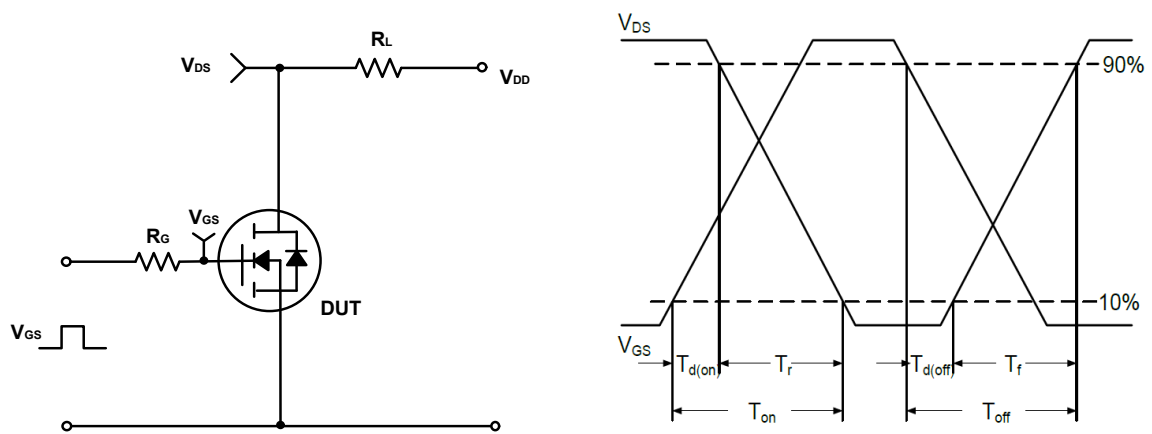 RL
VDS
VDD
VGS
RG
DUT
VGS
VDS
90%
10%
VGS
Td(on)
Tr
Td(off)
Tf
Ton
Toff